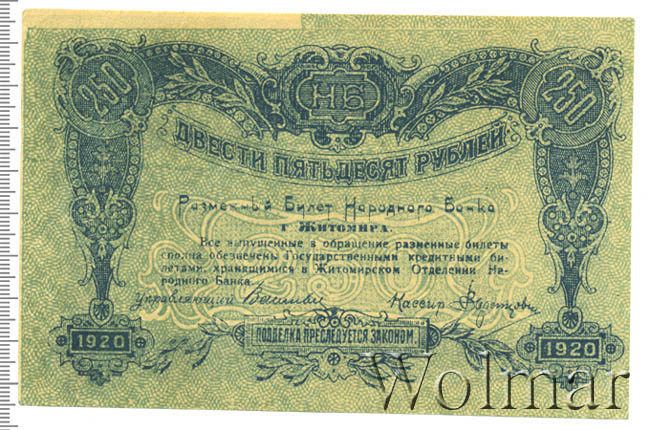 250 НБ 250
ДВЕСТИ ПЯТЬДЕСЯТ РУБЛЕЙ
Разменный Билет Народного Банка
г Житомира.
Все выпущенные в обращение разменные билеты
сполна обеспечены Государственными кредитными би-
летами, хранящимися в Житомирском Отделении На-
родного Банка.
Управляющий Кассир
1920 ПОДДЕЛКА ПРЕСЛЕДУЕТСЯ ЗАКОНОМ. 1920
Wolmar